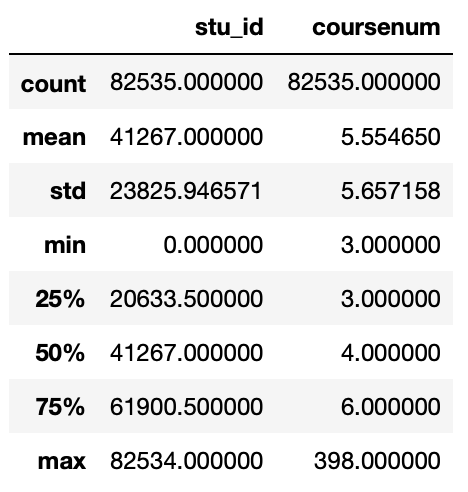 stu_id coursenum
count 82535.000000 82535.000000
mean 41267.000000 5.554650
std 23825.946571 5.657158
min 0.000000 3.000000
25% 20633.500000 3.000000
50% 41267.000000 4.000000
75% 61900.500000 6.000000
max 82534.000000 398.000000